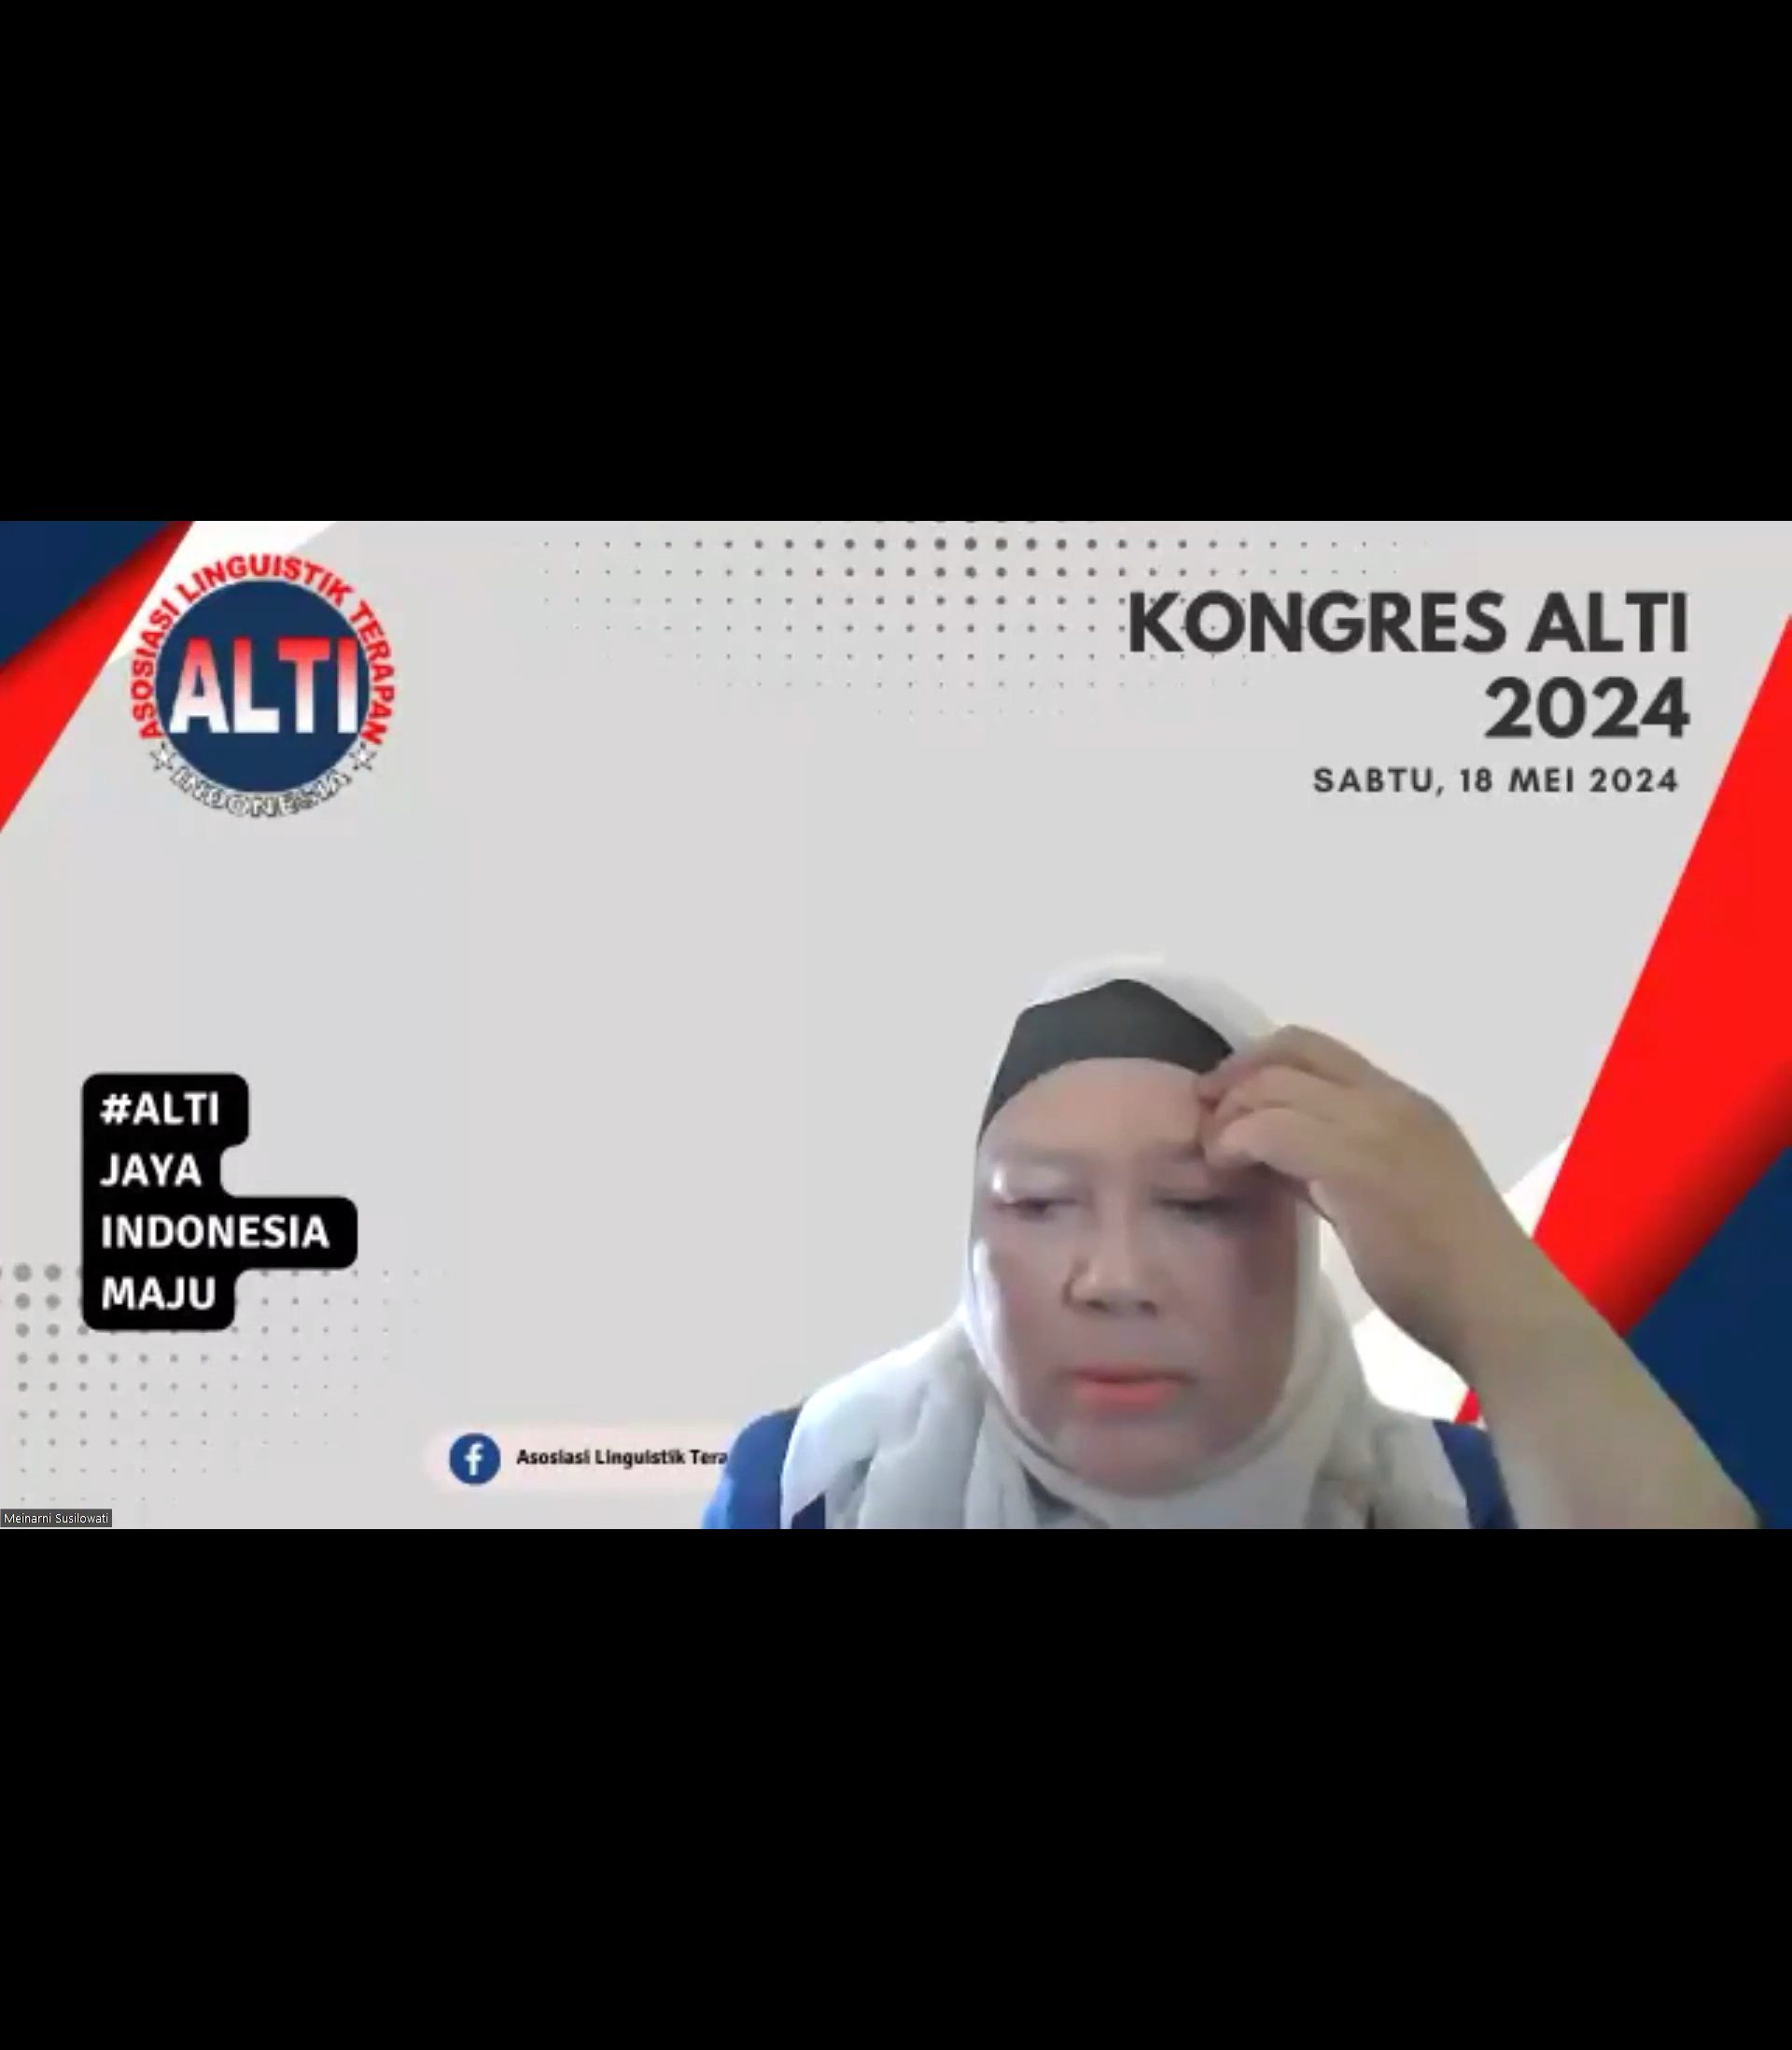 ASOSIASI LINGUISTIK TERAPAN
ALTI
INDONESIA
KONGRES ALTI
2024
SABTU, 18 MEI 2024
#ALTI
JAYA
INDONESIA
MAJU
Asosiasi Linguistik Tera
Meinarni Susilowati